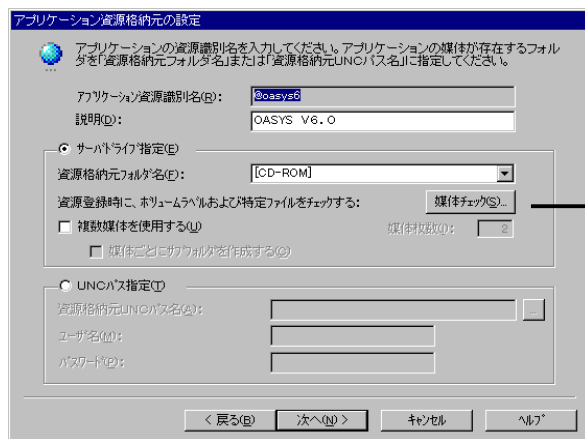 アプリケーション資源格納元の設定
アプリケーションの資源識別名を入力してください。アプリケーションの媒体が存在するフォル
ダを｢資源格納元フォルダ名｣または｢資源格納元UNCパス名｣に指定してください。
アプリケーション資源識別名(R):
@oasys6
説明(D):
OASYS V6.0
サーバドライブ指定(E)
資源格納元フォルダ名(F):
[CD-ROM]
資源登録時に、ボリュームラベルおよび特定ファイルをチェックする:
媒体チェック(S)...
複数媒体を使用する(U)
媒体枚数(I):
2
媒体ごとにサブフォルダを作成する(O)
UNCパス指定(T)
資源格納元UNCパス名(A):
...
ユーザ名(M):
パスワード(P):
< 戻る(B)
次へ(N) >
キャンセル
ヘルプ